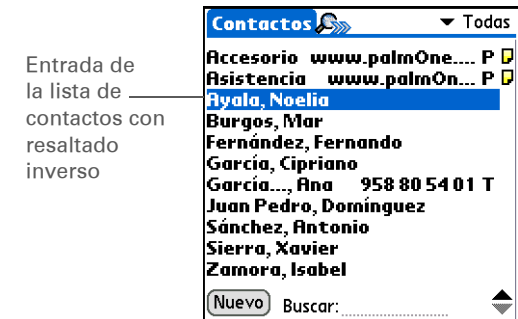 Entrada de
la lista de
contactos con
resaltado
inverso
Contactos
Todas
Accesorio www.palmOne.... P
Asistencia www.palmOn... P
Ayala, Noelia
Burgos, Mar
Fernández, Fernando
García, Cipriano
García..., Ana 958 80 54 01 T
Juan Pedro, Domínguez
Sánchez, Antonio
Sierra, Xavier
Zamora, Isabel
Nuevo Buscar: